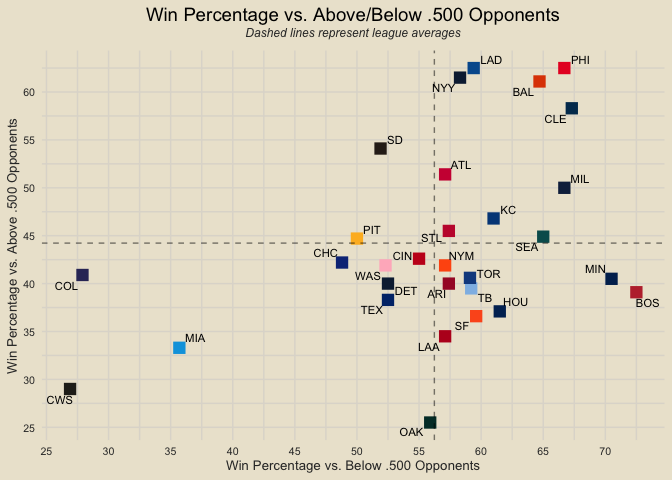 Win Percentage vs. Above/Below .500 Opponents
Dashed lines represent league averages
Win Percentage vs. Above .500 Opponents
60
55
50
45
40
35
30
25
LAD
PHI
NYY
BAL
CLE
SD
ATL
MIL
KC
PIT
STL
SEA
CHC
CIN
NYM
WAS
TOR
MIN
COL
DET
ARI
TB
BOS
TEX
HOU
SF
MIA
LAA
CWS
OAK
25
30
35
40
45
50
55
60
65
70
Win Percentage vs. Below .500 Opponents